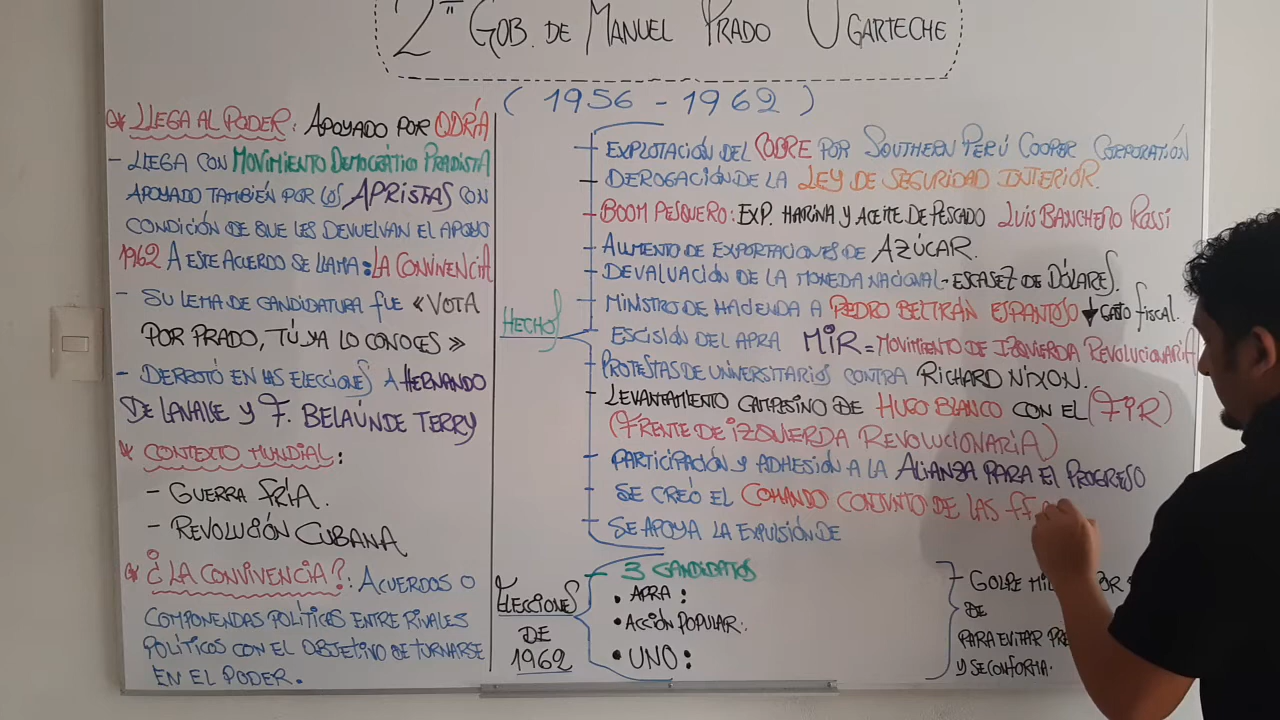 2do GOB. DE MANUEL PRADO UGARTECHE
( 1956 - 1962 )
* LLEGA AL PODER: APOYADO POR ODRÍA
- LLEGA CON MOVIMIENTO DEMOCRÁTICO PRADISTA
APOYADO TAMBIÉN POR LOS APRISTAS CON
CONDICIÓN DE QUE LES DEVUELVAN EL APOYO
1962 A ESTE ACUERDO SE LLAMA: LA CONVIVENCIA
- SU LEMA DE CANDIDATURA FUE «VOTA
POR PRADO, TÚ YA LO CONOCES»
- DERROTÓ EN LAS ELECCIONES A HERNANDO
DE LAVALLE Y F. BELAÚNDE TERRY
* CONTEXTO MUNDIAL:
- GUERRA FRÍA.
- REVOLUCIÓN CUBANA
* ¿LA CONVIVENCIA?: ACUERDOS O
COMPONENDAS POLÍTICAS ENTRE RIVALES
POLÍTICOS CON EL OBJETIVO DE TURNARSE
EN EL PODER.
HECHOS
- EXPLOTACIÓN DEL COBRE POR SOUTHERN PERÚ COOPER CORPORATIÓN
- DEROGACIÓN DE LA LEY DE SEGURIDAD INTERIOR.
- BOOM PESQUERO: EXP. HARINA Y ACEITE DE PESCADO LUIS BANCHERO ROSSI
- AUMENTO DE EXPORTACIONES DE AZÚCAR.
- DEVALUACIÓN DE LA MONEDA NACIONAL - ESCASEZ DE DÓLARES.
- MINISTRO DE HACIENDA A PEDRO BELTRÁN ESPANTOSO ↓ GASTO fiscal.
ESCISIÓN DEL APRA MIR = MOVIMIENTO DE IZQUIERDA REVOLUCIONARIA
- PROTESTAS DE UNIVERSITARIOS CONTRA RICHARD NIXON.
- LEVANTAMIENTO CAMPESINO DE HUGO BLANCO CON EL (FIR)
(FRENTE DE IZQUIERDA REVOLUCIONARIA)
- PARTICIPACIÓN Y ADHESIÓN A LA ALIANZA PARA EL PROGRESO
- SE CREÓ EL COMANDO CONJUNTO DE LAS FF.
- SE APOYA LA EXPULSIÓN DE
ELECCIONES
DE
1962
- 3 CANDIDATOS
• APRA:
• ACCIÓN POPULAR:
• UNO:
- GOLPE
DE
PARA EVITAR
Y SE CONFORMA.